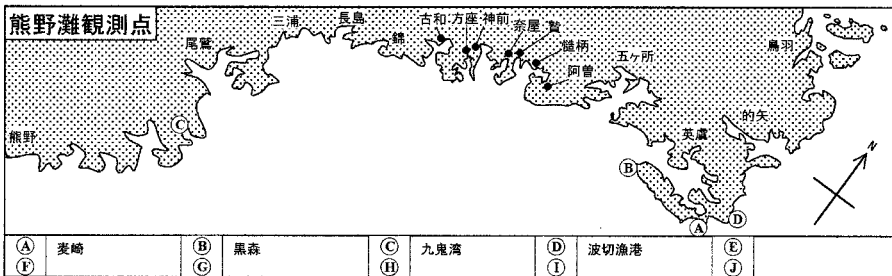 熊野灘観測点
尾鷲
三浦
長島
錦
古和
方座
神前
奈屋
贄
慥柄
阿曽
五ヶ所
鳥羽
的矢
英虞
熊野
Ⓒ
Ⓑ
Ⓐ
Ⓓ
N
Ⓐ 麦崎 Ⓑ 黒森 Ⓒ 九鬼湾 Ⓓ 波切漁港 Ⓔ
Ⓕ Ⓖ Ⓗ Ⓘ Ⓙ